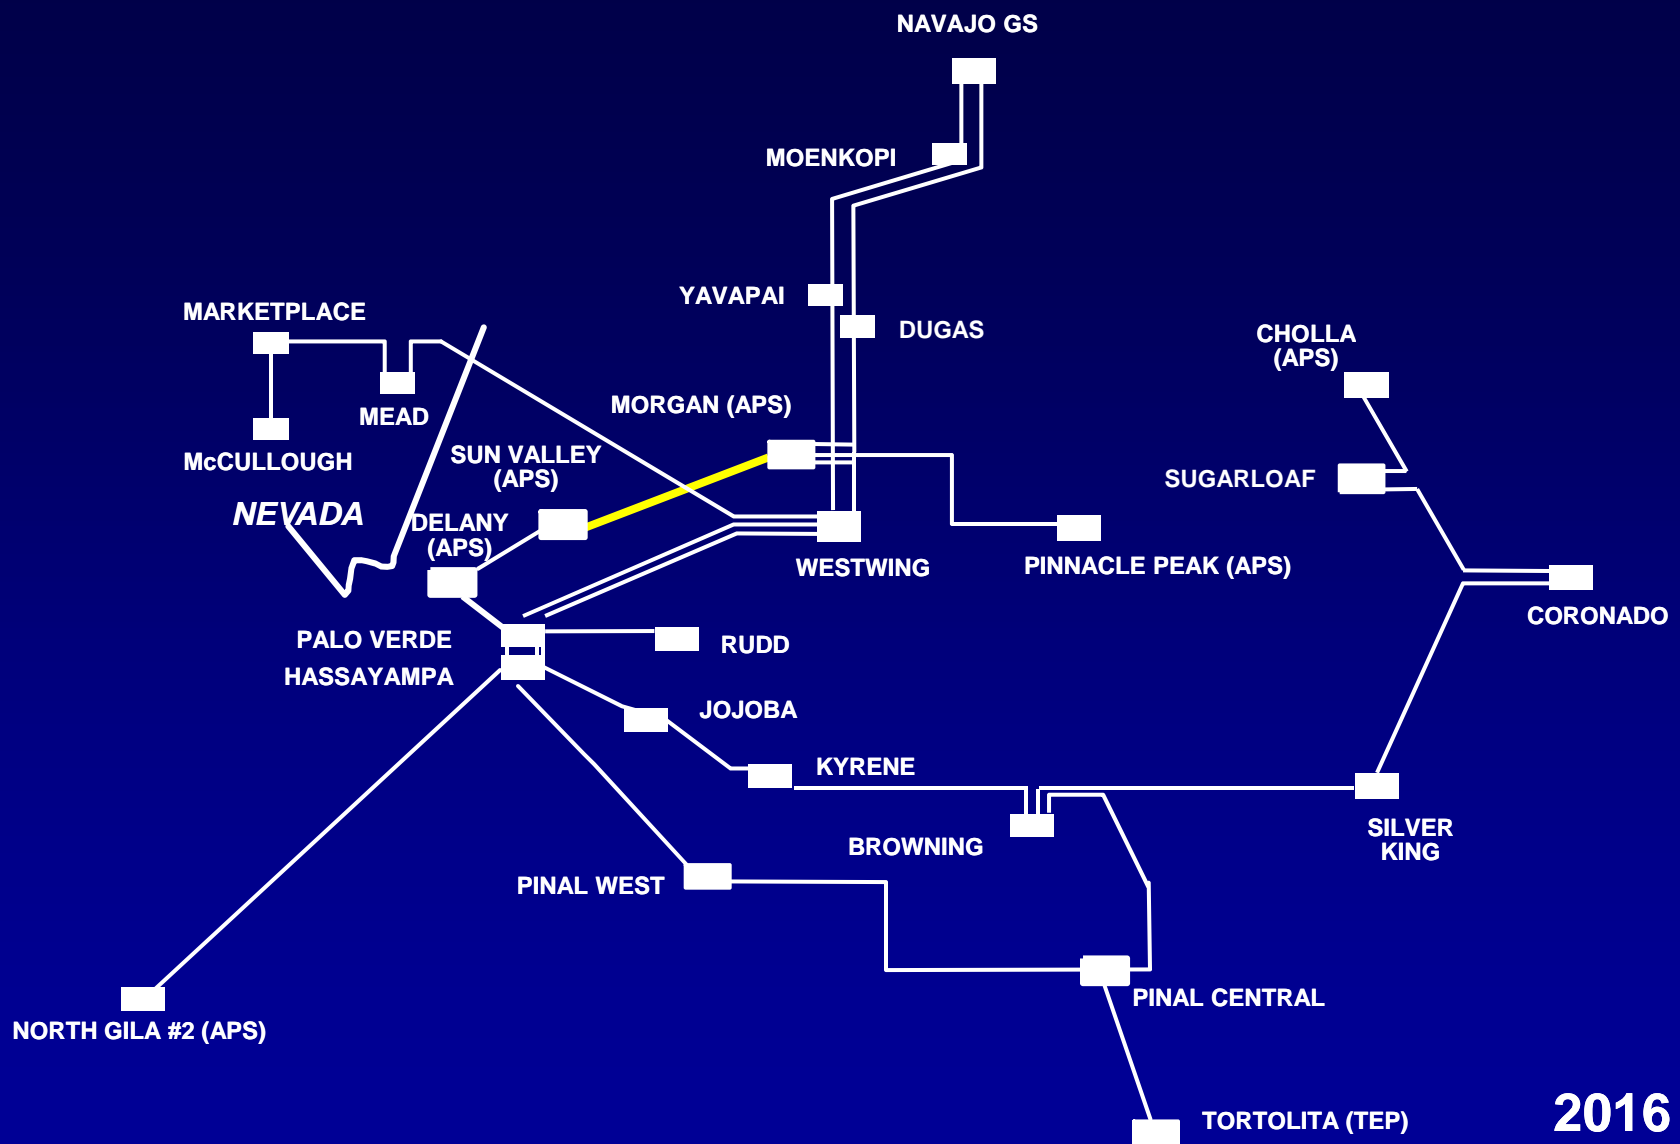 NAVAJO GS
MOENKOPI
YAVAPAI
MARKETPLACE
DUGAS
CHOLLA
(APS)
MEAD
MORGAN (APS)
McCULLOUGH
SUN VALLEY
(APS)
SUGARLOAF
NEVADA
DELANY
(APS)
WESTWING
PINNACLE PEAK (APS)
CORONADO
PALO VERDE
RUDD
HASSAYAMPA
JOJOBA
KYRENE
BROWNING
SILVER
KING
PINAL WEST
PINAL CENTRAL
NORTH GILA #2 (APS)
TORTOLITA (TEP)
2016